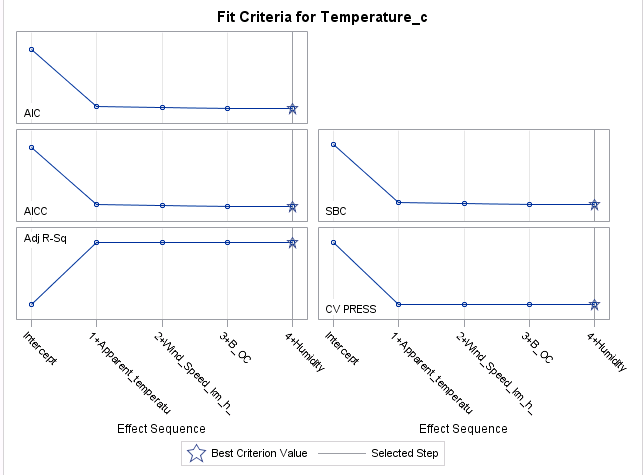 Fit Criteria for Temperature_c
AIC
AICC
SBC
Adj R-Sq
CV PRESS
Intercept
1+Apparent_temperatu
2+Wind_Speed_km_h_
3+B_OC
4+Humidity
Intercept
1+Apparent_temperatu
2+Wind_Speed_km_h_
3+B_OC
4+Humidity
Effect Sequence
Effect Sequence
Best Criterion Value
Selected Step